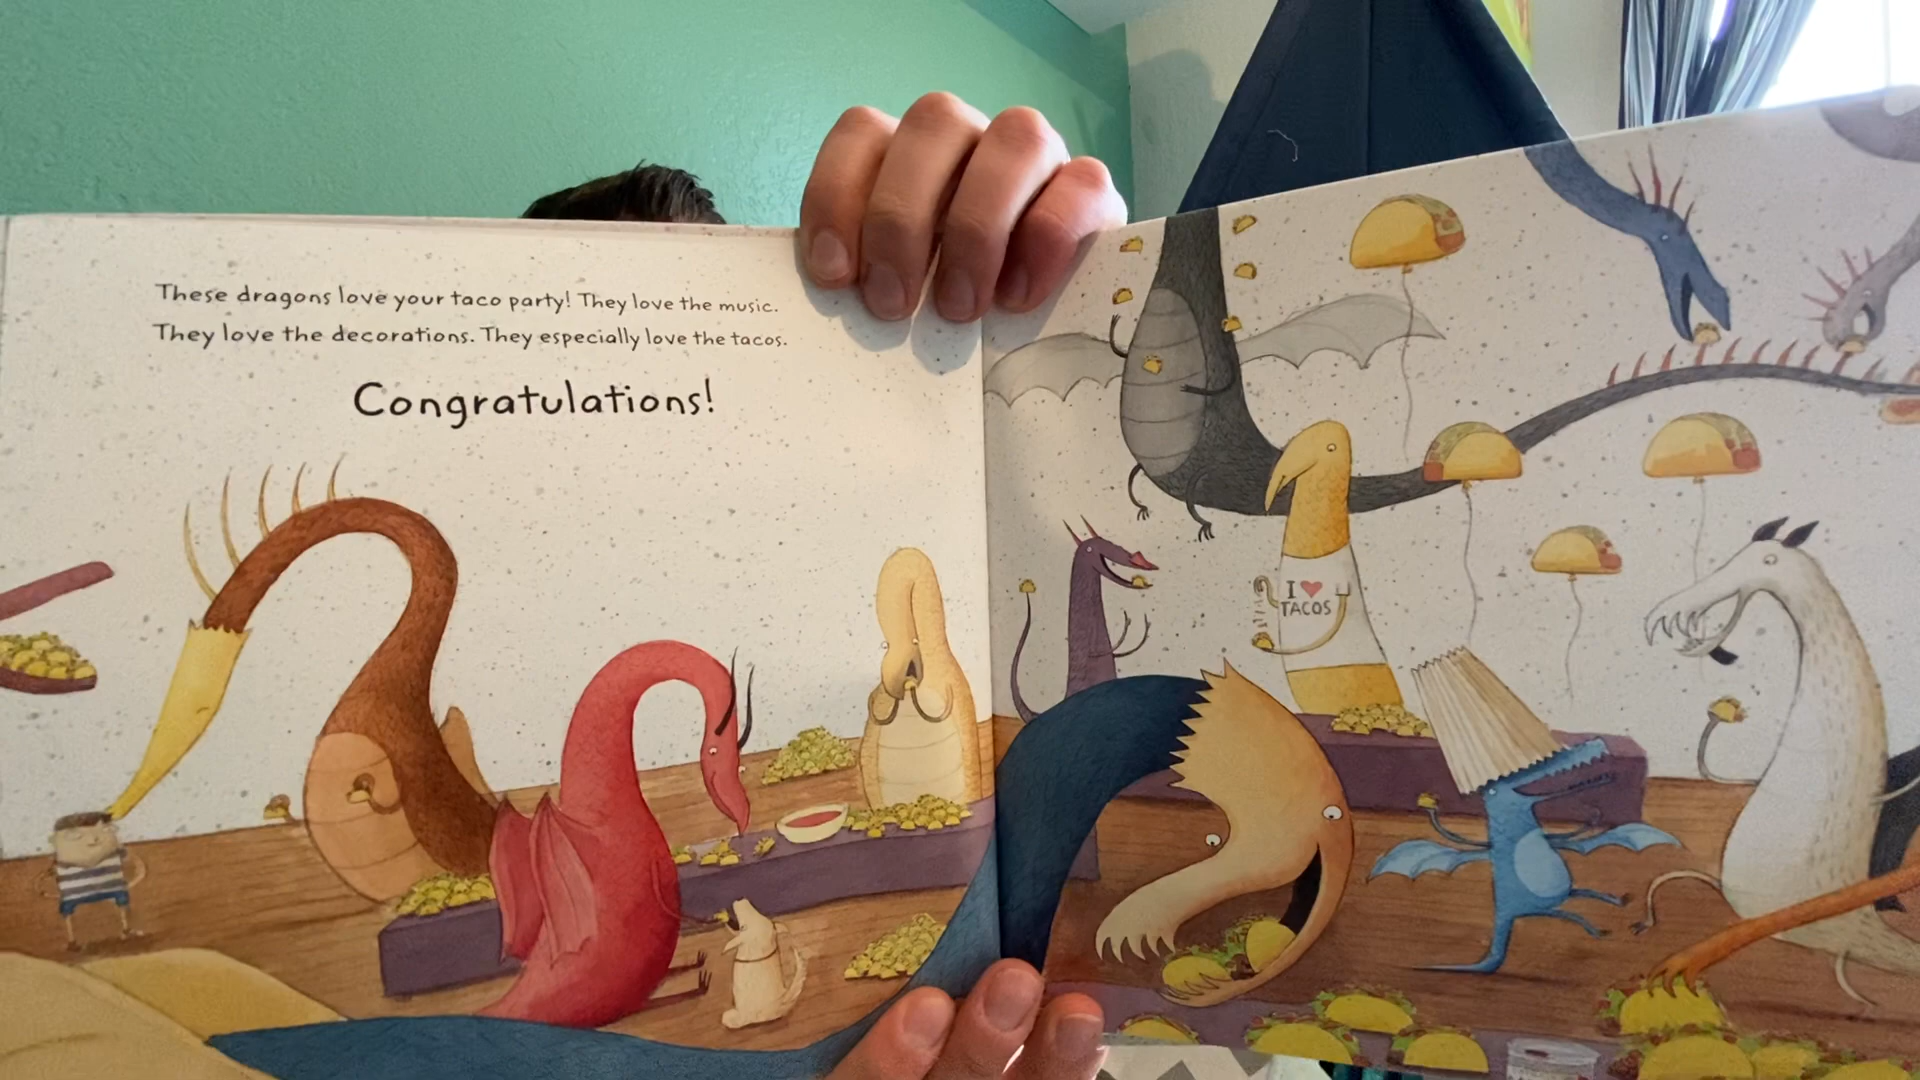 These dragons love your taco party! They love the music.
They love the decorations. They especially love the tacos.
Congratulations!
I ♥
TACOS